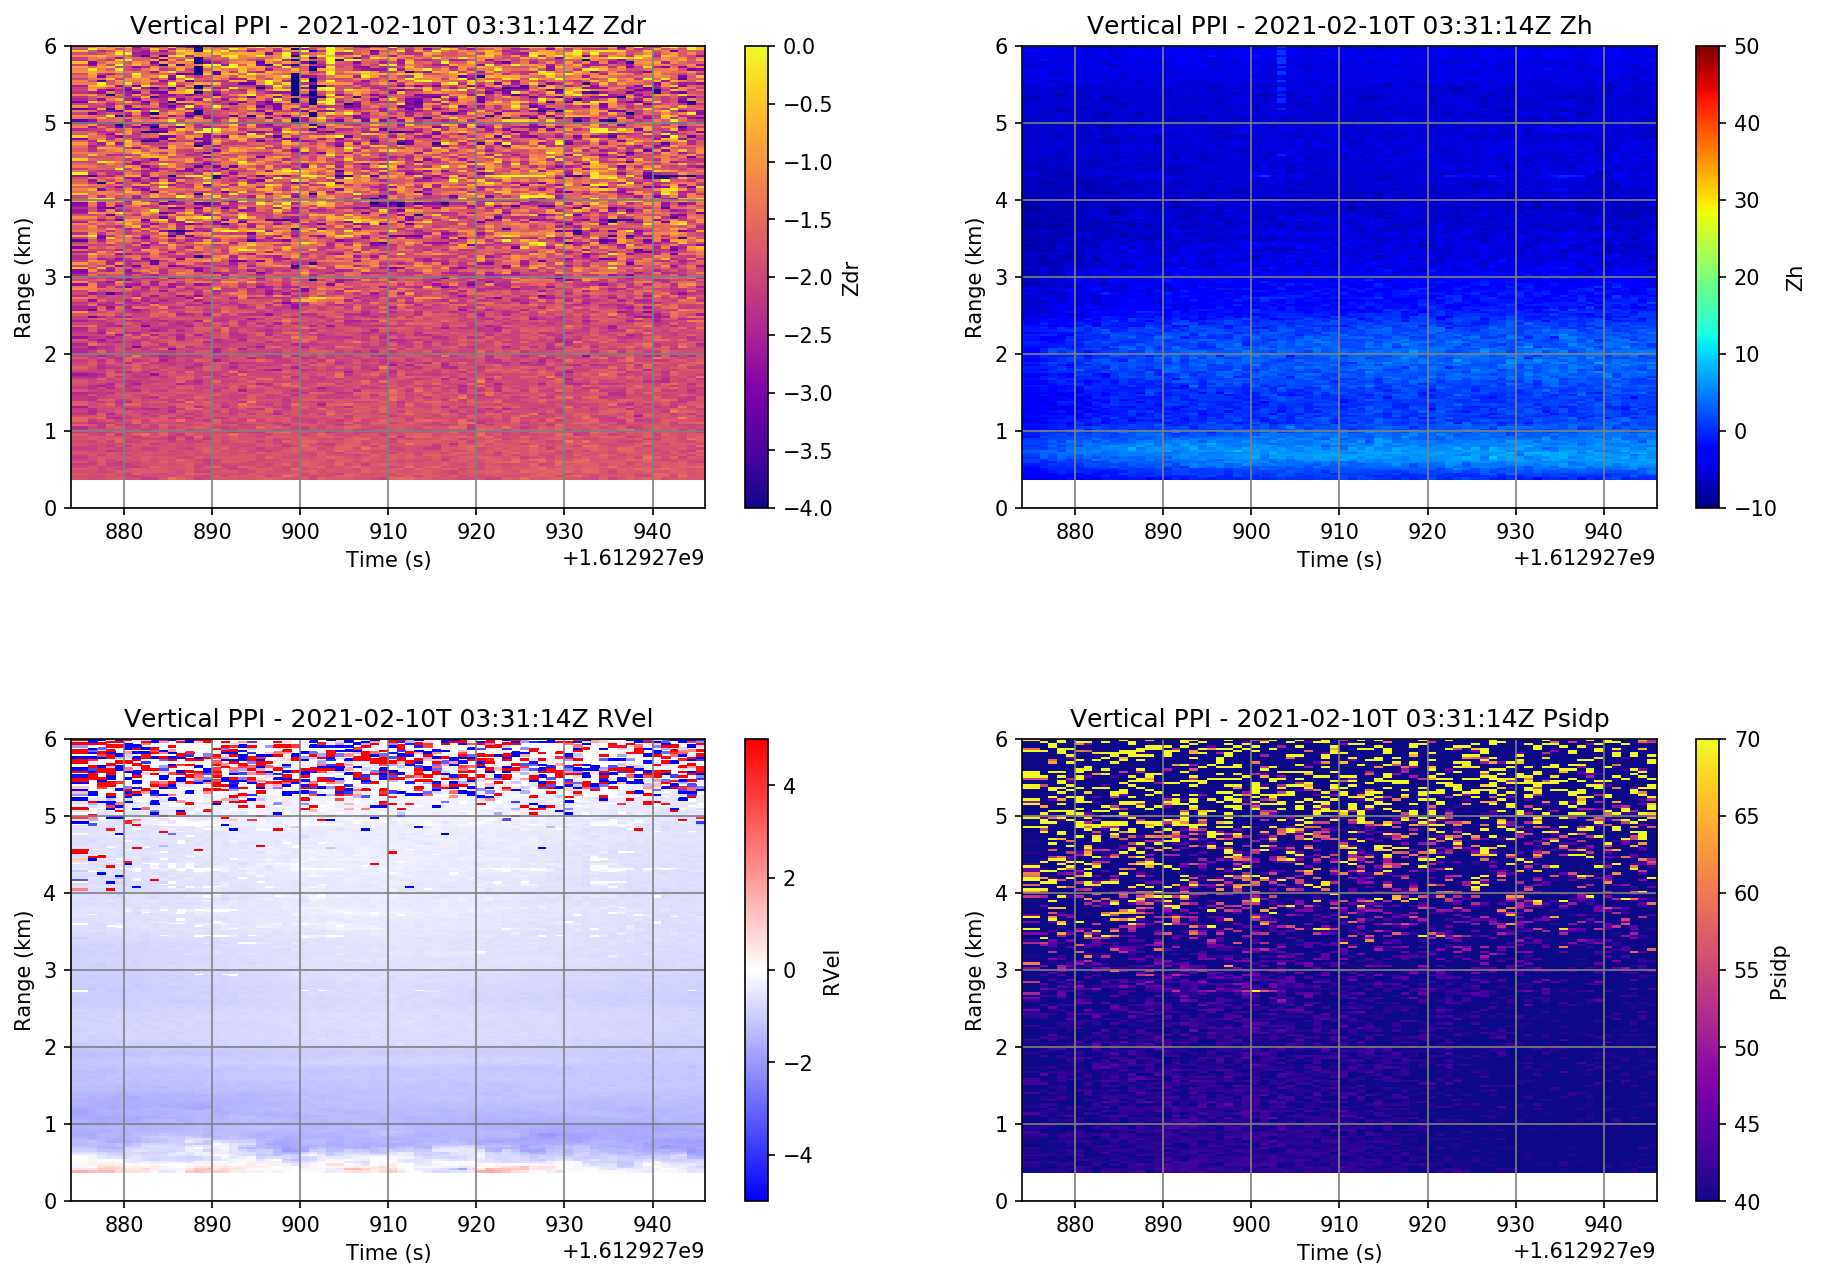 Vertical PPI - 2021-02-10T 03:31:14Z Zdr
6
5
4
3
2
1
0
Range (km)
880 890 900 910 920 930 940
Time (s)
+1.612927e9
0.0
−0.5
−1.0
−1.5
−2.0
−2.5
−3.0
−3.5
−4.0
Zdr
Vertical PPI - 2021-02-10T 03:31:14Z Zh
6
5
4
3
2
1
0
Range (km)
880 890 900 910 920 930 940
Time (s)
+1.612927e9
50
40
30
20
10
0
−10
Zh
Vertical PPI - 2021-02-10T 03:31:14Z RVel
6
5
4
3
2
1
0
Range (km)
880 890 900 910 920 930 940
Time (s)
+1.612927e9
4
2
0
−2
−4
RVel
Vertical PPI - 2021-02-10T 03:31:14Z Psidp
6
5
4
3
2
1
0
Range (km)
880 890 900 910 920 930 940
Time (s)
+1.612927e9
70
65
60
55
50
45
40
Psidp